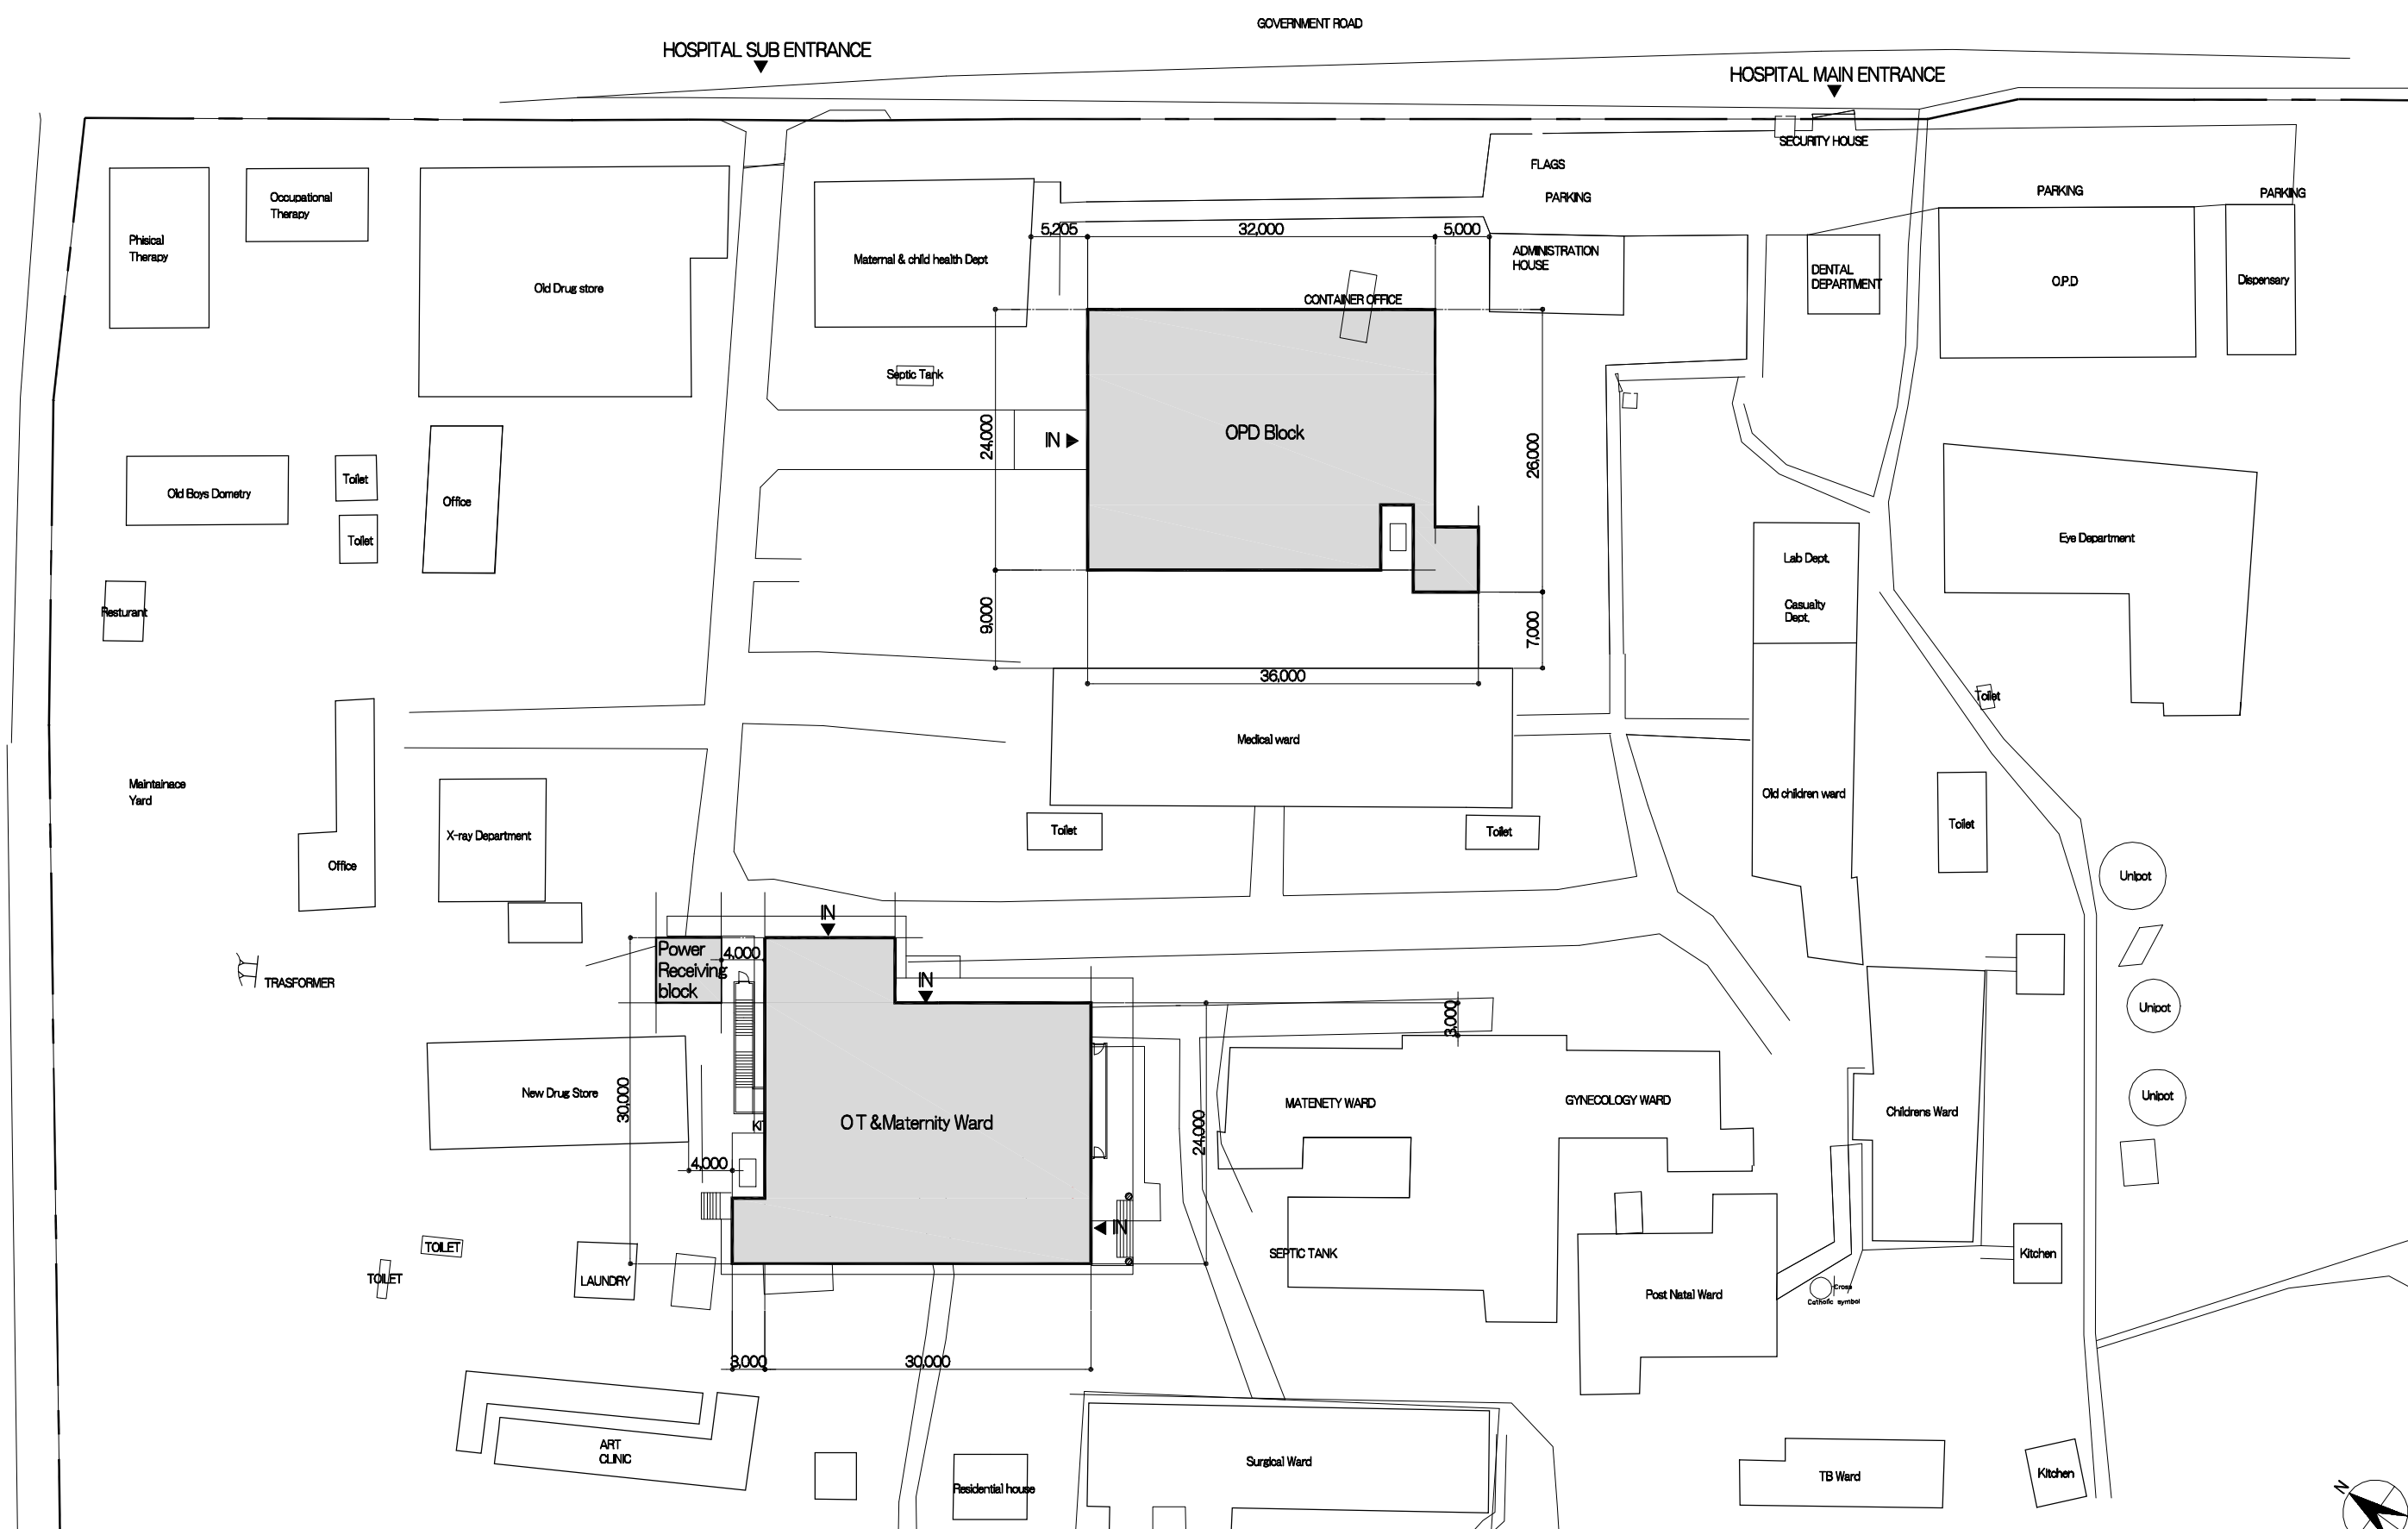 GOVERNMENT ROAD
HOSPITAL SUB ENTRANCE
HOSPITAL MAIN ENTRANCE
SECURITY HOUSE
FLAGS
PARKING
PARKING
PARKING
Occupational
Therapy
Phisical
Therapy
Old Drug store
Maternal & child health Dept
5,205
32,000
5,000
ADMINISTRATION
HOUSE
CONTAINER OFFICE
DENTAL
DEPARTMENT
O.P.D
Dispensary
Septic Tank
24,000
IN
OPD Block
26,000
Old Boys Dometry
Toilet
Toilet
Office
Lab Dept.
Casualty
Dept.
Eye Department
Resturant
9,000
7,000
36,000
Toilet
Medical ward
Maintainace
Yard
X-ray Department
Office
Toilet
Toilet
Old children ward
Toilet
Unipot
IN
Power
Receiving
block
4,000
IN
TRASFORMER
3,000
Unipot
New Drug Store
30,000
KI
O T &Maternity Ward
24,000
MATENETY WARD
GYNECOLOGY WARD
Childrens Ward
Unipot
4,000
IN
TOILET
TOILET
LAUNDRY
SEPTIC TANK
Post Natal Ward
Cross
Catholic symbol
Kitchen
3,000
30,000
ART
CLINIC
Residential house
Surgical Ward
TB Ward
Kitchen
N